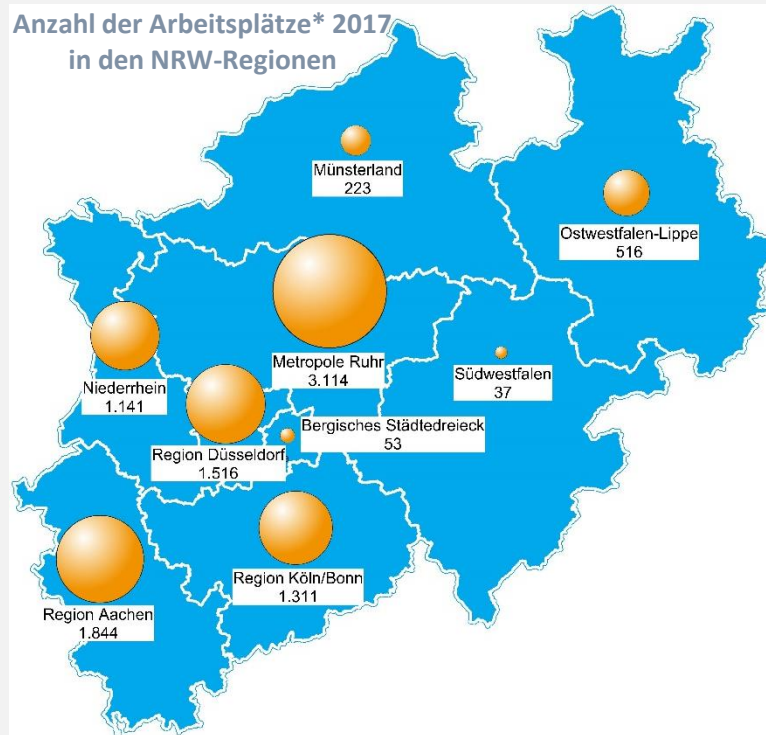 Anzahl der Arbeitsplätze* 2017
in den NRW-Regionen
Münsterland
223
Ostwestfalen-Lippe
516
Metropole Ruhr
3.114
Südwestfalen
37
Niederrhein
1.141
Bergisches Städtedreieck
53
Region Düsseldorf
1.516
Region Köln/Bonn
1.311
Region Aachen
1.844